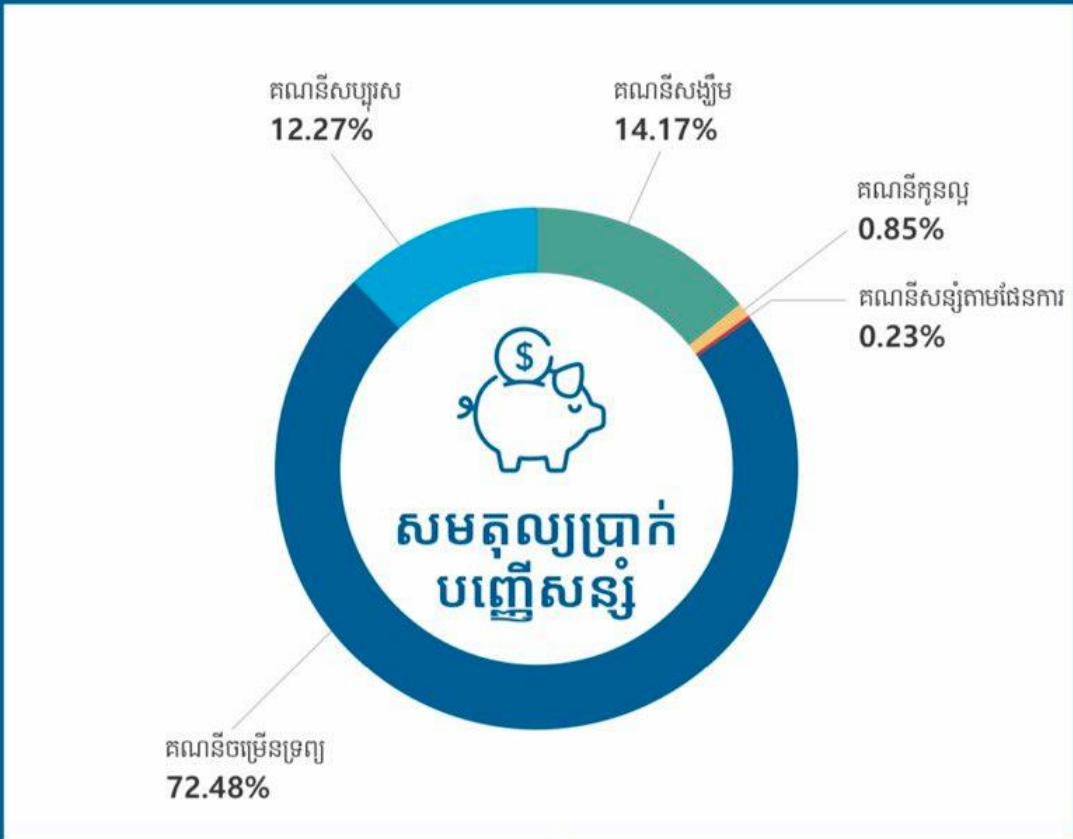 គណនីសប្បុរស
12.27%
គណនីសង្ឃឹម
14.17%
គណនីកូនល្អ
0.85%
គណនីសន្សំតាមផែនការ
0.23%
$
សមតុល្យប្រាក់
បញ្ញើសន្សំ
គណនីចម្រើនទ្រព្យ
72.48%